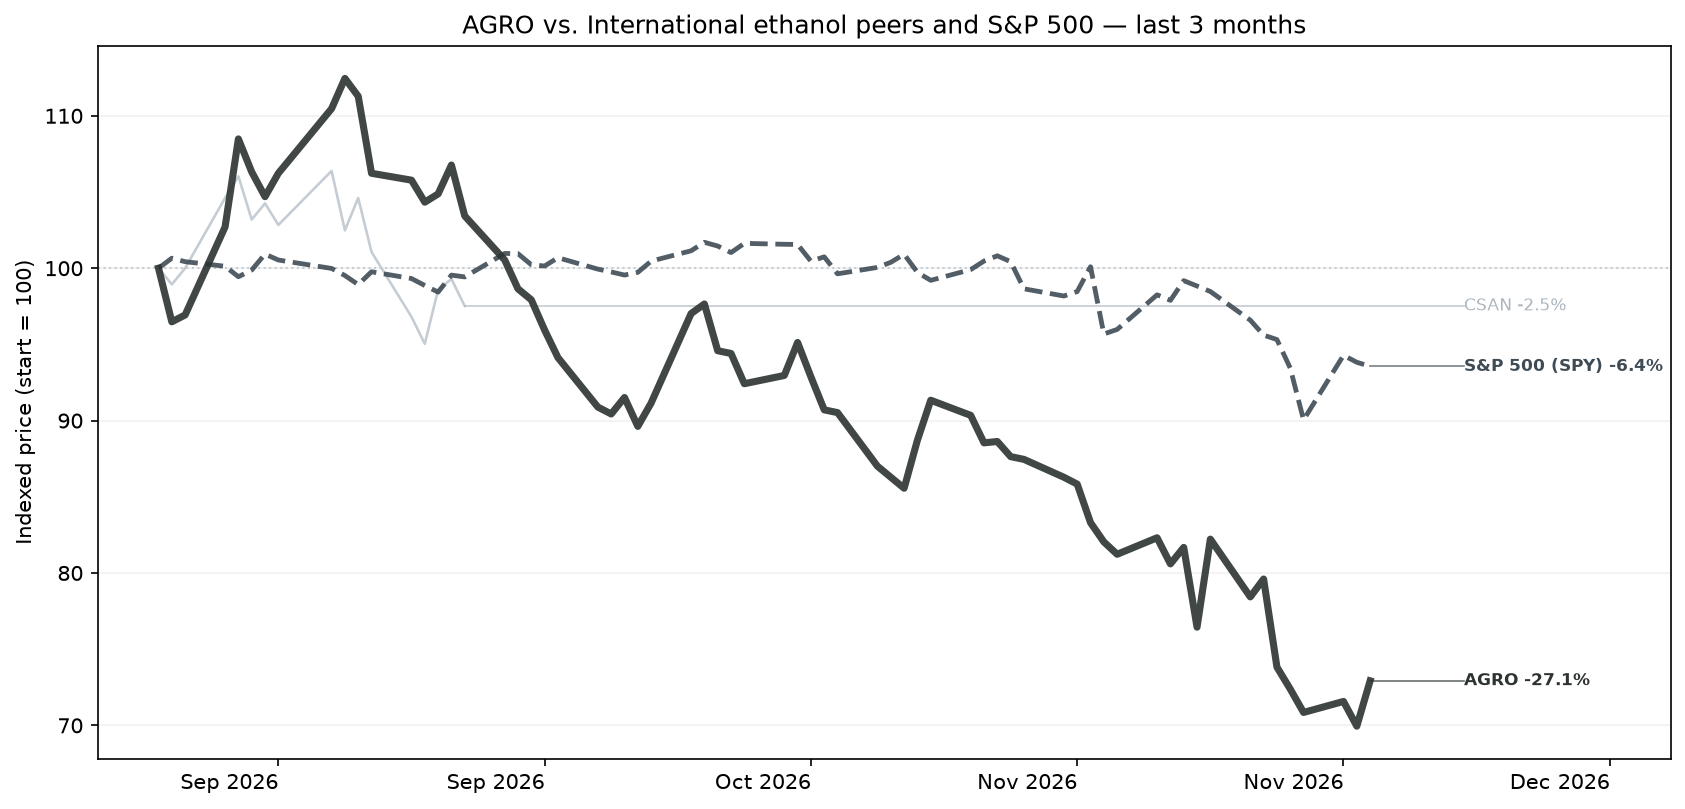 AGRO vs. International ethanol peers and S&P 500 — last 3 months
Indexed price (start = 100)
110
100
90
80
70
CSAN -2.5%
S&P 500 (SPY) -6.4%
AGRO -27.1%
Sep 2026
Sep 2026
Oct 2026
Nov 2026
Nov 2026
Dec 2026